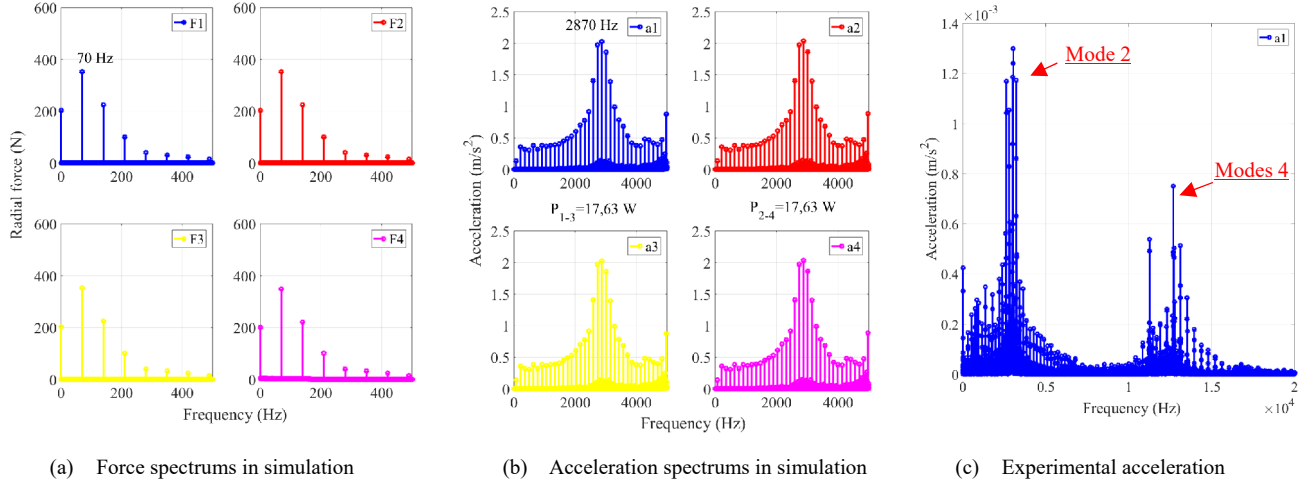 600
400
200
0
F1
70 Hz
600
400
200
0
F2
0 200 400
0 200 400
Radial force (N)
600
400
200
0
F3
600
400
200
0
F4
0 200 400
0 200 400
Frequency (Hz)
(a) Force spectrums in simulation
2.5
2
1.5
1
0.5
0
2870 Hz
a1
2.5
2
1.5
1
0.5
0
a2
0 2000 4000
0 2000 4000
Acceleration (m/s²)
P1-3=17,63 W
P2-4=17,63 W
2.5
2
1.5
1
0.5
0
a3
2.5
2
1.5
1
0.5
0
a4
0 2000 4000
0 2000 4000
Frequency (Hz)
(b) Acceleration spectrums in simulation
×10⁻³
1.4
1.2
1
0.8
0.6
0.4
0.2
0
Acceleration (m/s²)
a1
Mode 2
Modes 4
0 0.5 1 1.5 2
Frequency (Hz)
×10⁴
(c) Experimental acceleration